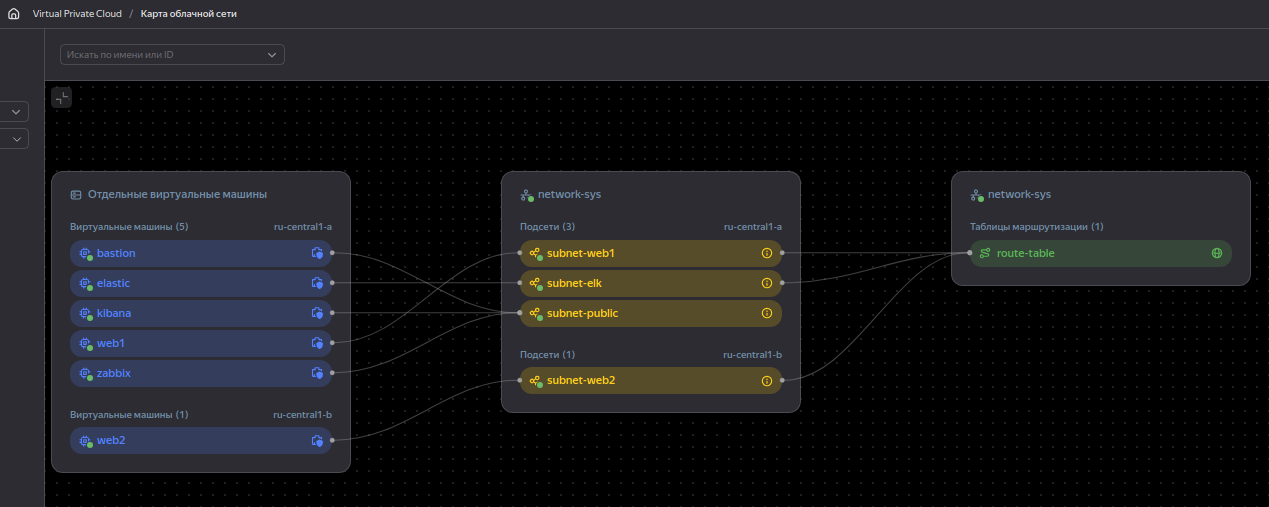 Virtual Private Cloud / Карта облачной сети
Искать по имени или ID
Отдельные виртуальные машины
Виртуальные машины (5) ru-central1-a
bastion
elastic
kibana
web1
zabbix
Виртуальные машины (1) ru-central1-b
web2
network-sys
Подсети (3) ru-central1-a
subnet-web1
subnet-elk
subnet-public
Подсети (1) ru-central1-b
subnet-web2
network-sys
Таблицы маршрутизации (1)
route-table